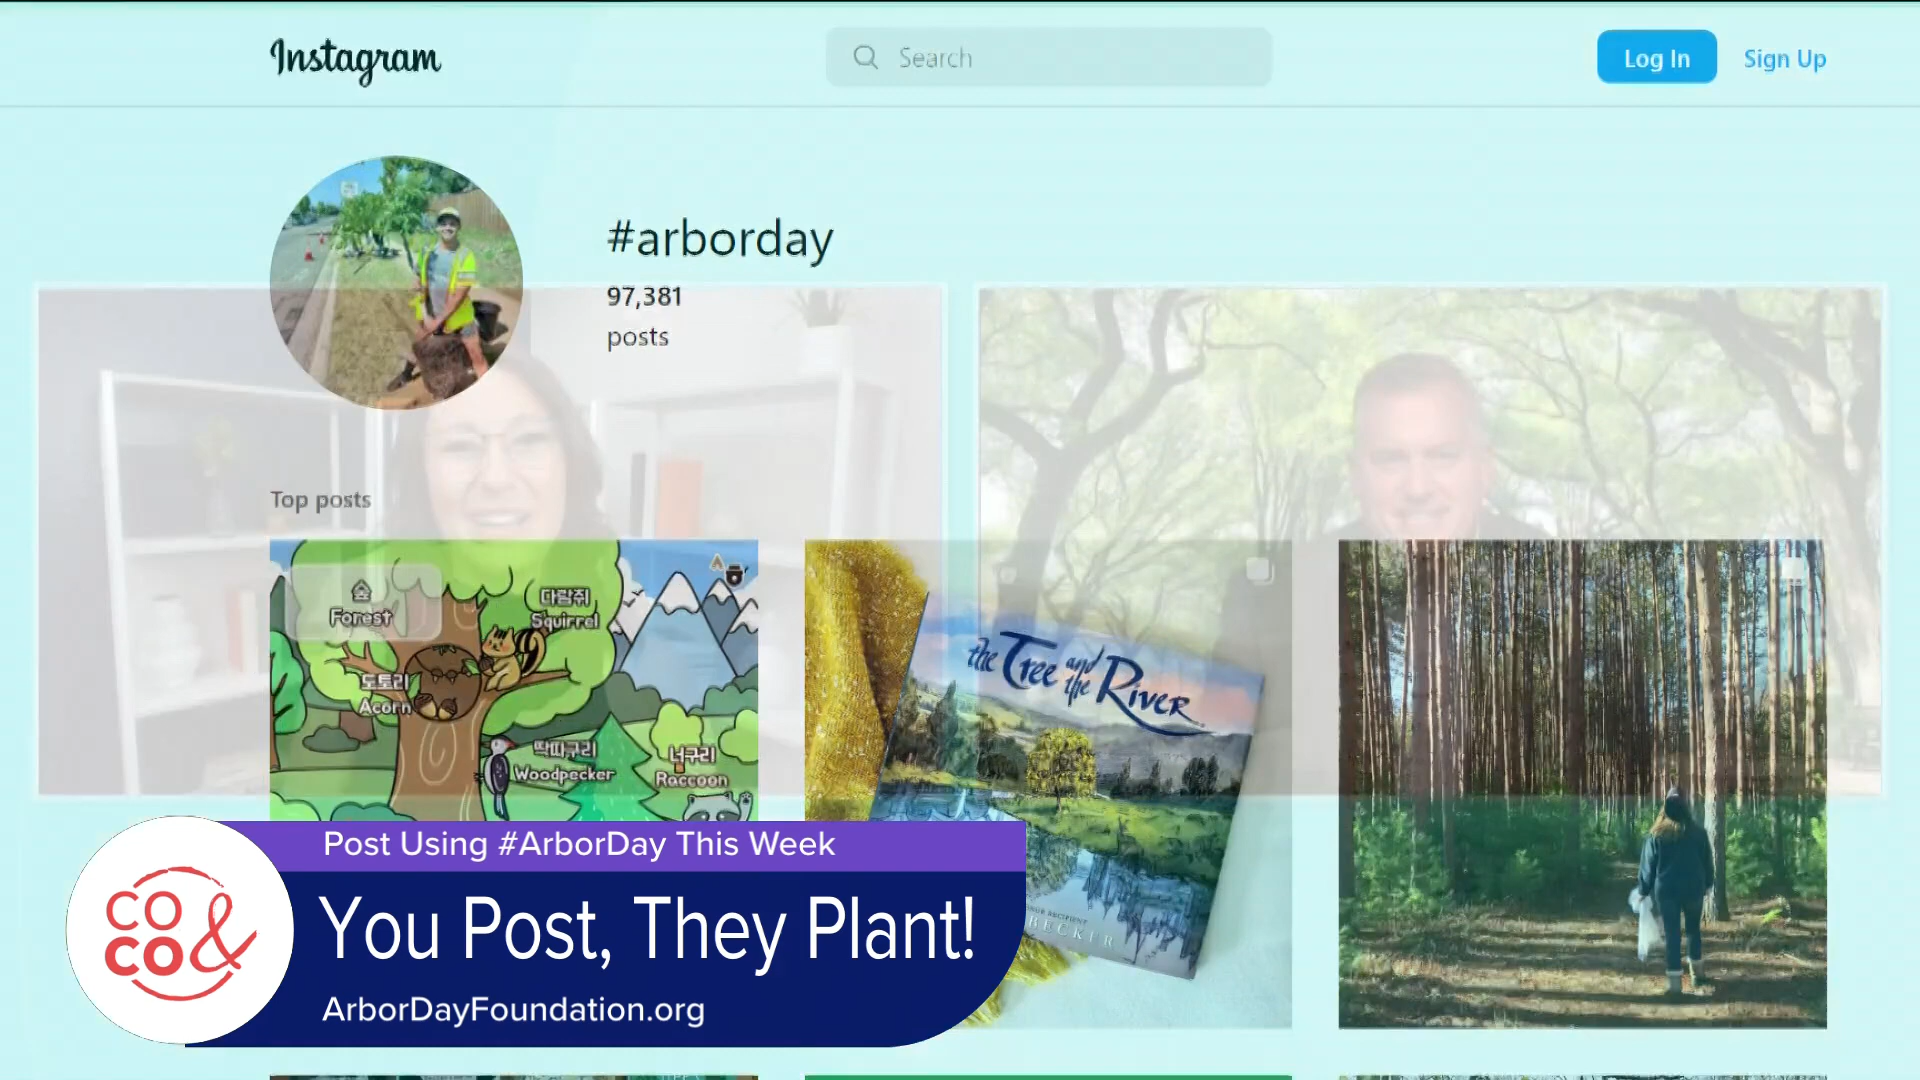 Instagram
Search
Log In
Sign Up
#arborday
97,381
posts
Top posts
숲
Forest
다람쥐
Squirrel
도토리
Acorn
딱따구리
Woodpecker
너구리
Raccoon
the Tree and the River
BECKER
Post Using #ArborDay This Week
You Post, They Plant!
ArborDayFoundation.org
CO
CO&